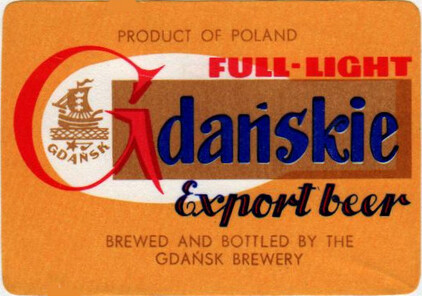 PRODUCT OF POLAND
FULL-LIGHT
Gdańskie
GDAŃSK
Export beer
BREWED AND BOTTLED BY THE
GDAŃSK BREWERY